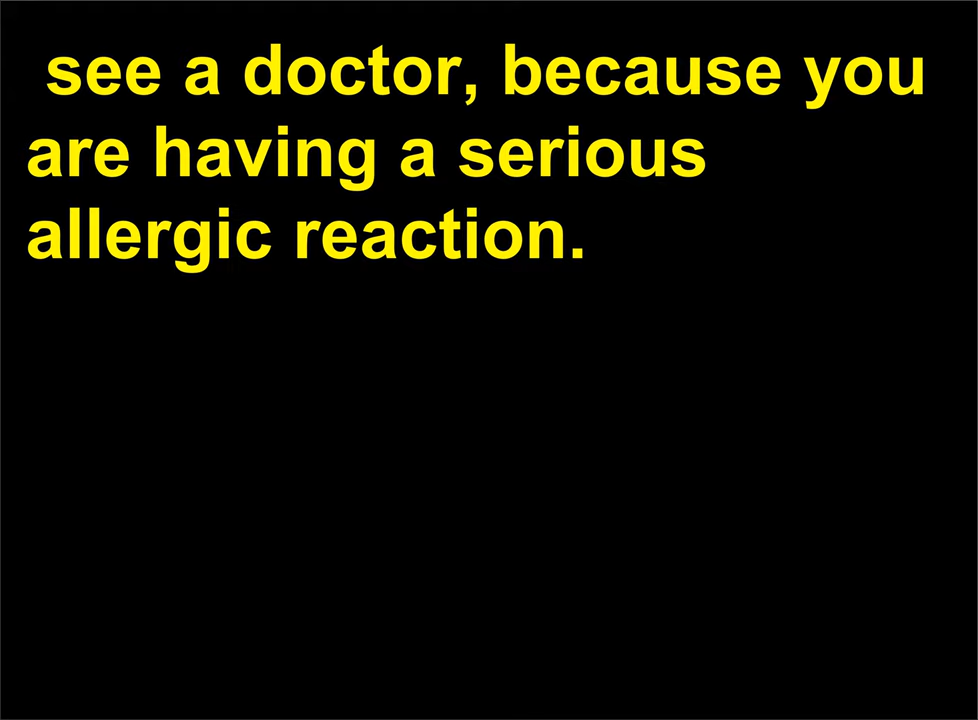 see a doctor, because you
are having a serious
allergic reaction.